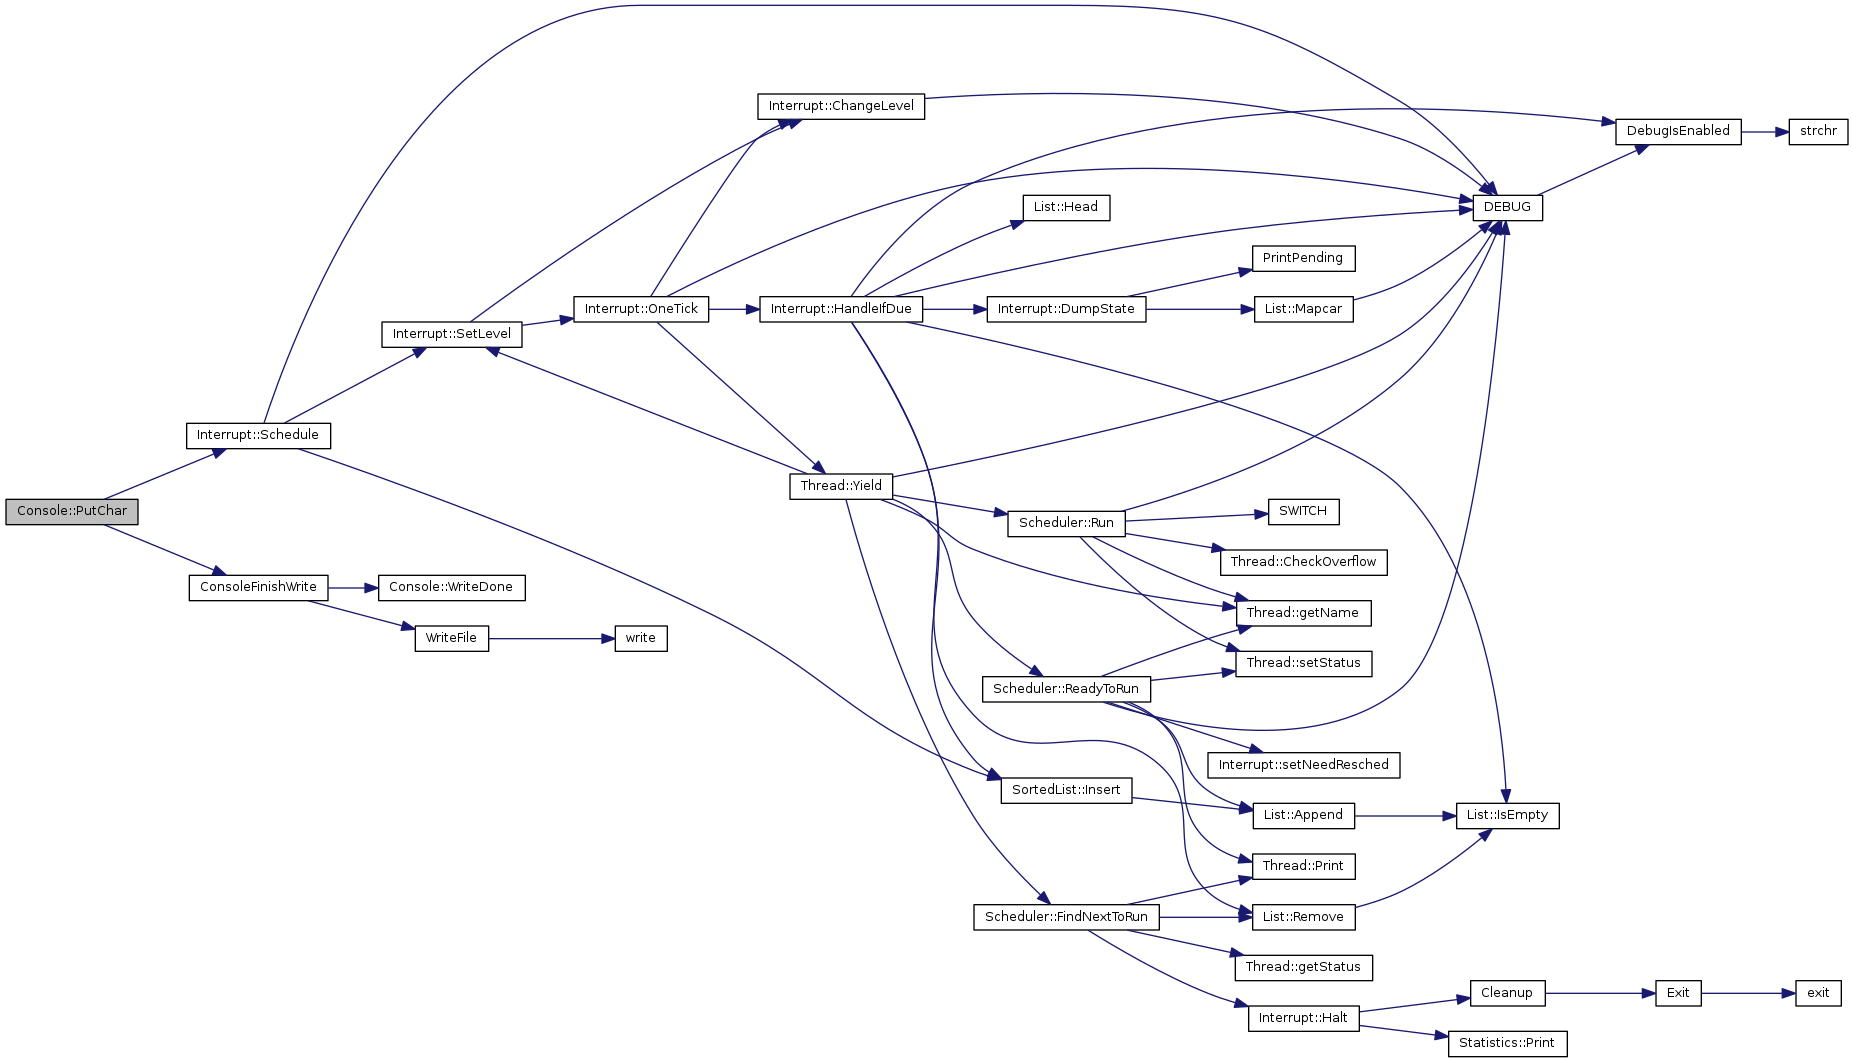 Interrupt::ChangeLevel
DebugIsEnabled
strchr
List::Head
DEBUG
PrintPending
Interrupt::OneTick
Interrupt::HandleIfDue
Interrupt::DumpState
List::Mapcar
Interrupt::SetLevel
Interrupt::Schedule
Thread::Yield
Console::PutChar
Scheduler::Run
SWITCH
Thread::CheckOverflow
ConsoleFinishWrite
Console::WriteDone
Thread::getName
WriteFile
write
Thread::setStatus
Scheduler::ReadyToRun
Interrupt::setNeedResched
SortedList::Insert
List::Append
List::IsEmpty
Thread::Print
Scheduler::FindNextToRun
List::Remove
Thread::getStatus
Cleanup
Exit
exit
Interrupt::Halt
Statistics::Print